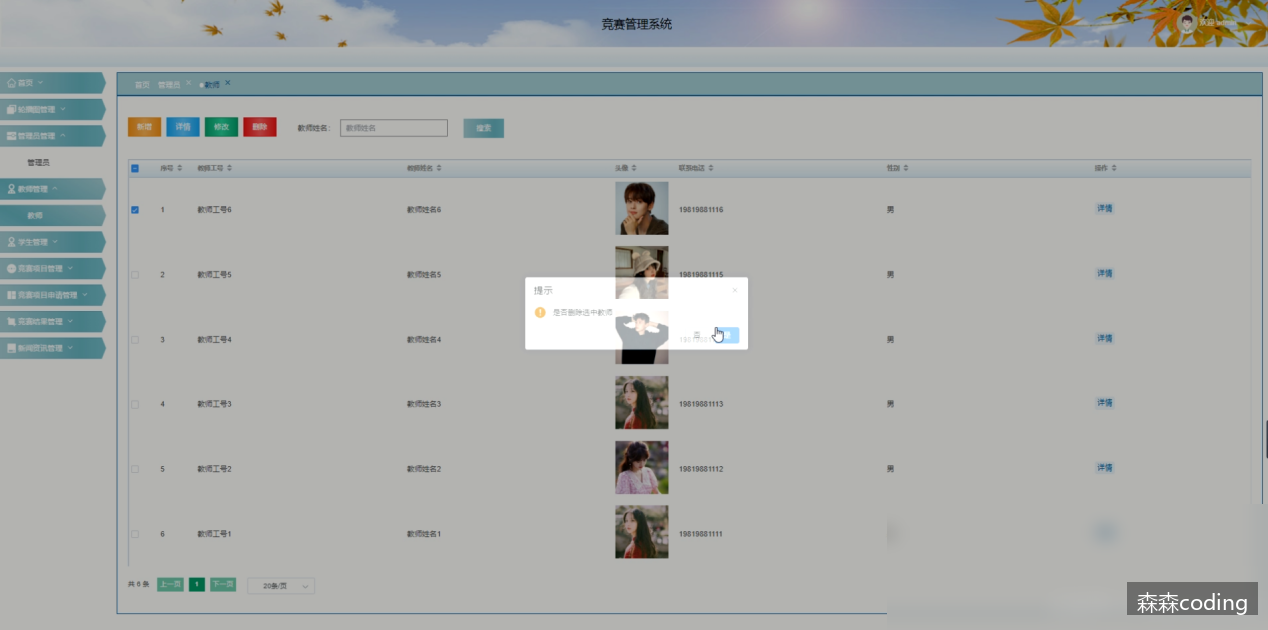 竞赛管理系统
欢迎 admin
首页
轮播图管理
管理员管理
管理员
教师管理
教师
学生管理
竞赛项目管理
竞赛项目申请管理
竞赛结果管理
新闻资讯管理
首页 管理员 × 教师 ×
新增 详情 修改 删除 教师姓名： 教师姓名 搜索
序号 教师工号 教师姓名 头像 联系电话 性别 操作
1 教师工号6 教师姓名6 19819881116 男 详情
2 教师工号5 教师姓名5 19819881115 男 详情
提示 ×
是否删除选中教师
3 教师工号4 教师姓名4 男 详情
4 教师工号3 教师姓名3 19819881113 男 详情
5 教师工号2 教师姓名2 19819881112 男 详情
6 教师工号1 教师姓名1 19819881111
共 6 条 上一页 1 下一页 20条/页
森森coding